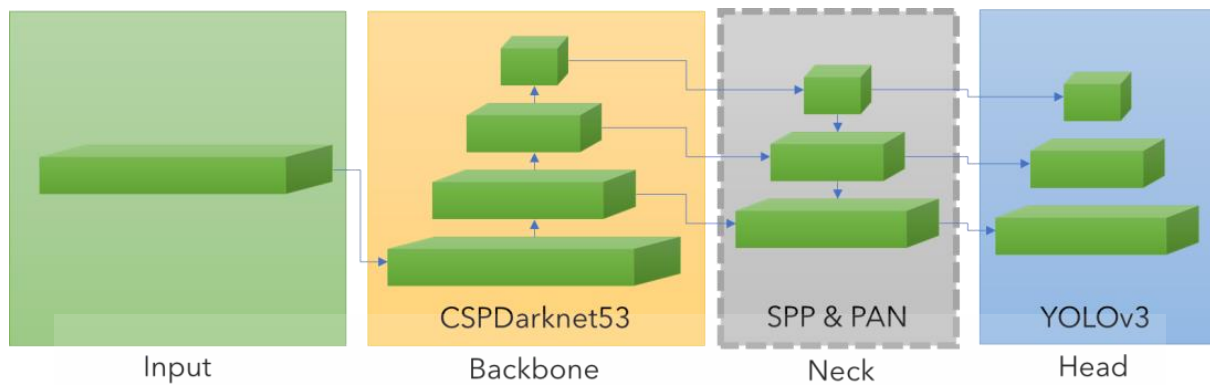 CSPDarknet53
SPP & PAN
YOLOv3
Input
Backbone
Neck
Head